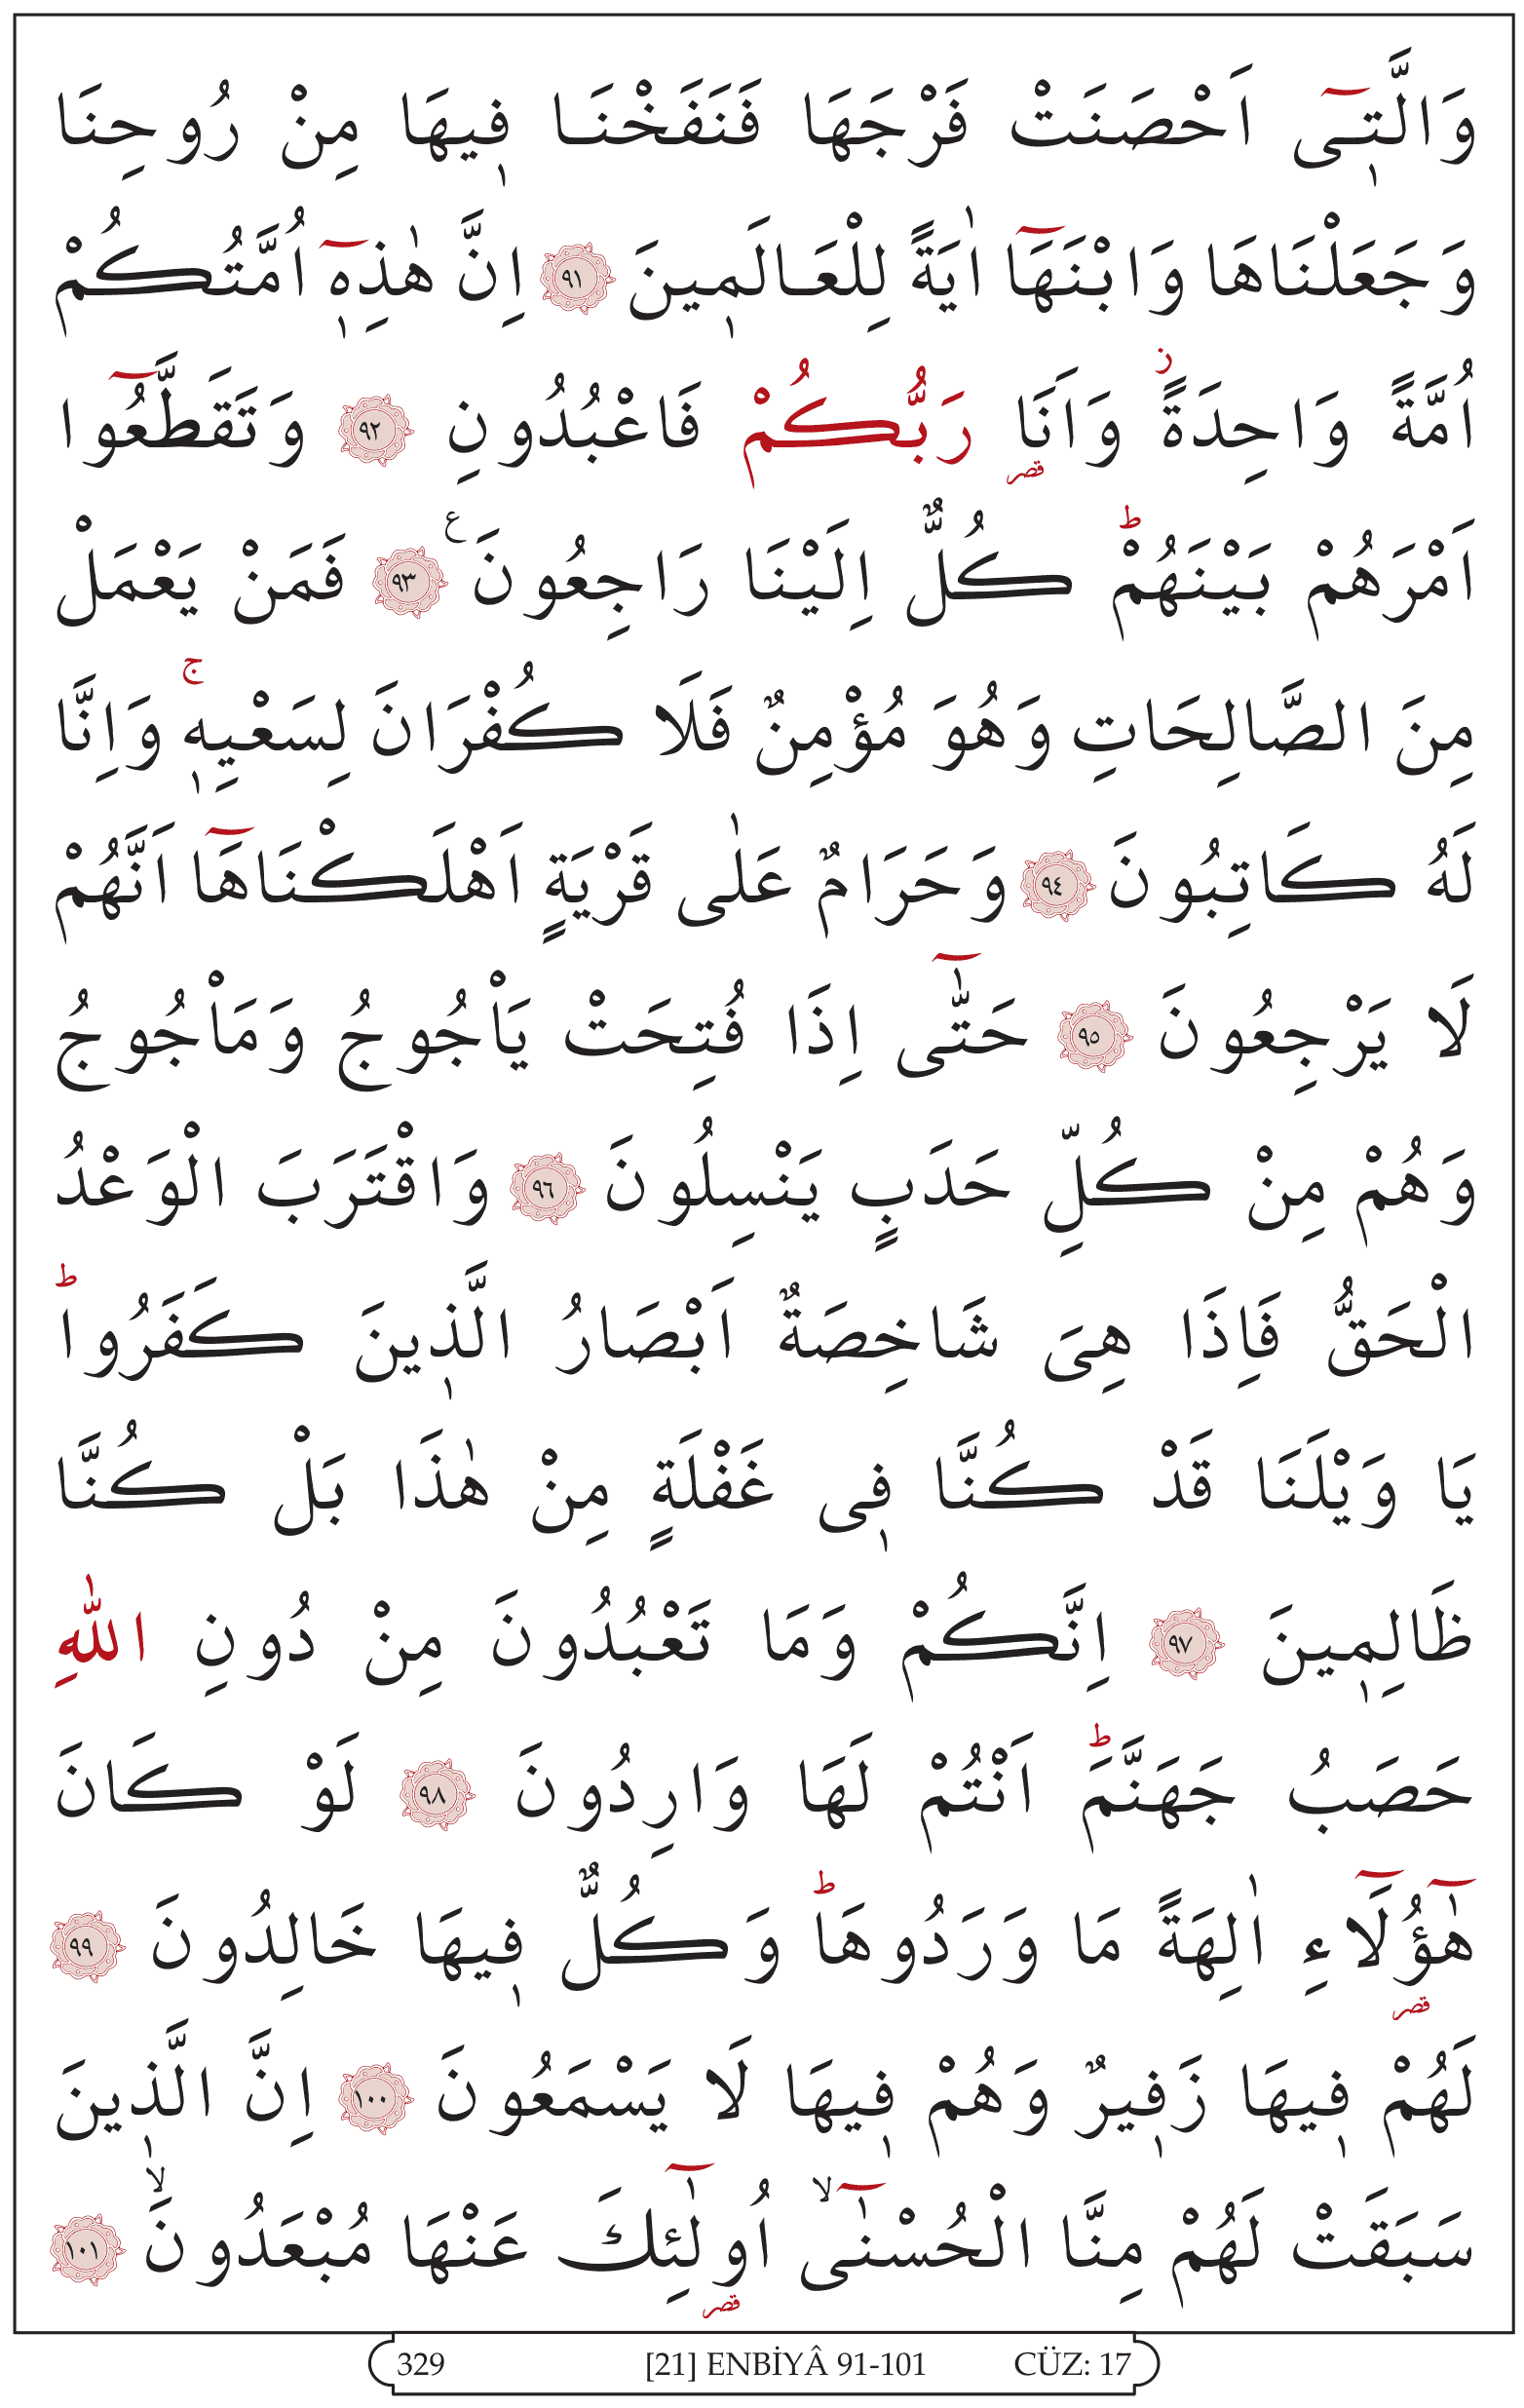 وَالَّت۪ٓي اَحْصَنَتْ فَرْجَهَا فَنَفَخْنَا ف۪يهَا مِنْ رُوحِنَا
وَجَعَلْنَاهَا وَابْنَهَٓا اٰيَةً لِلْعَالَم۪ينَ ﴿٩١﴾ اِنَّ هٰذِه۪ٓ اُمَّتُكُمْ
اُمَّةً وَاحِدَةًۘ وَاَنَا۬ رَبُّكُمْ فَاعْبُدُونِ ﴿٩٢﴾ وَتَقَطَّعُٓوا
اَمْرَهُمْ بَيْنَهُمْۜ كُلٌّ اِلَيْنَا رَاجِعُونَ۟ ﴿٩٣﴾ فَمَنْ يَعْمَلْ
مِنَ الصَّالِحَاتِ وَهُوَ مُؤْمِنٌ فَلَا كُفْرَانَ لِسَعْيِه۪ۚ وَاِنَّا
لَهُ كَاتِبُونَ ﴿٩٤﴾ وَحَرَامٌ عَلٰى قَرْيَةٍ اَهْلَكْنَاهَٓا اَنَّهُمْ
لَا يَرْجِعُونَ ﴿٩٥﴾ حَتّٰٓى اِذَا فُتِحَتْ يَاْجُوجُ وَمَاْجُوجُ
وَهُمْ مِنْ كُلِّ حَدَبٍ يَنْسِلُونَ ﴿٩٦﴾ وَاقْتَرَبَ الْوَعْدُ
الْحَقُّ فَاِذَا هِيَ شَاخِصَةٌ اَبْصَارُ الَّذ۪ينَ كَفَرُواۜ
يَا وَيْلَنَا قَدْ كُنَّا ف۪ي غَفْلَةٍ مِنْ هٰذَا بَلْ كُنَّا
ظَالِم۪ينَ ﴿٩٧﴾ اِنَّكُمْ وَمَا تَعْبُدُونَ مِنْ دُونِ اللّٰهِ
حَصَبُ جَهَنَّمَۜ اَنْتُمْ لَهَا وَارِدُونَ ﴿٩٨﴾ لَوْ كَانَ
هٰٓؤُ۬لَٓاءِ اٰلِهَةً مَا وَرَدُوهَاۜ وَكُلٌّ ف۪يهَا خَالِدُونَ ﴿٩٩﴾
لَهُمْ ف۪يهَا زَف۪يرٌ وَهُمْ ف۪يهَا لَا يَسْمَعُونَ ﴿١٠٠﴾ اِنَّ الَّذ۪ينَ
سَبَقَتْ لَهُمْ مِنَّا الْحُسْنٰٓىۙ اُو۬لٰٓئِكَ عَنْهَا مُبْعَدُونَۙ ﴿١٠١﴾
329 [21] ENBİYÂ 91-101 CÜZ: 17